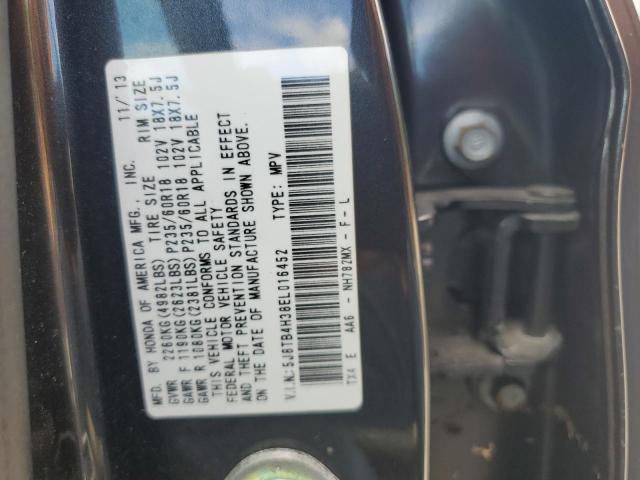 MFD. BY HONDA OF AMERICA MFG., INC. 11/'13
2260KG(4982LBS) TIRE SIZE RIM SIZE
GVWR
GAWR F 1190KG(2623LBS) P235/60R18 102V 18X7.5J
GAWR R 1080KG(2381LBS) P235/60R18 102V 18X7.5J
THIS VEHICLE CONFORMS TO ALL APPLICABLE
FEDERAL MOTOR VEHICLE SAFETY
AND THEFT PREVENTION STANDARDS IN EFFECT
ON THE DATE OF MANUFACTURE SHOWN ABOVE.
V.I.N.:5J8TB4H38EL016452 TYPE: MPV
TX4 E AA6 - NH782MX - F-L